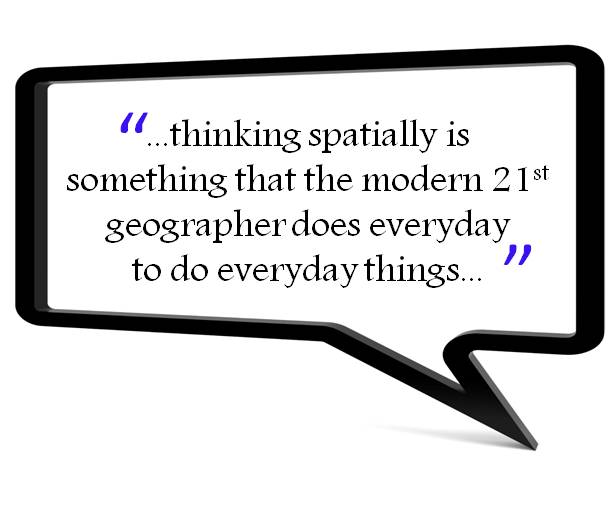 “...thinking spatially is
something that the modern 21st
geographer does everyday
to do everyday things... ”